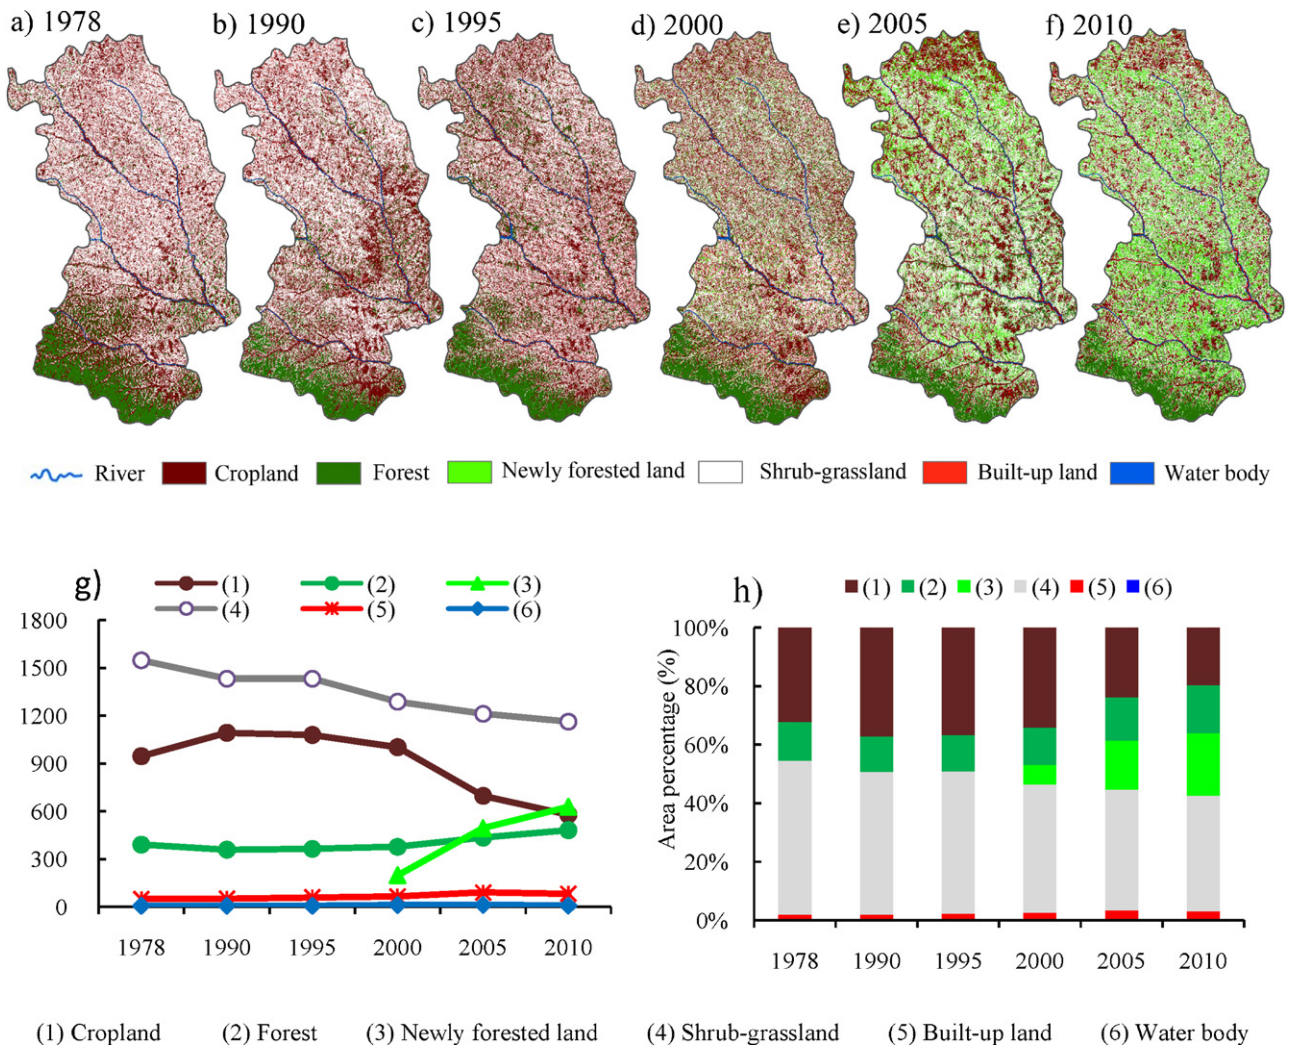 a) 1978
b) 1990
c) 1995
d) 2000
e) 2005
f) 2010
River Cropland Forest Newly forested land Shrub-grassland Built-up land Water body
g)
(1) (2) (3)
(4) (5) (6)
1800
1500
1200
900
600
300
0
1978 1990 1995 2000 2005 2010
h)
(1) (2) (3) (4) (5) (6)
Area percentage (%)
100%
80%
60%
40%
20%
0%
1978 1990 1995 2000 2005 2010
(1) Cropland (2) Forest (3) Newly forested land (4) Shrub-grassland (5) Built-up land (6) Water body